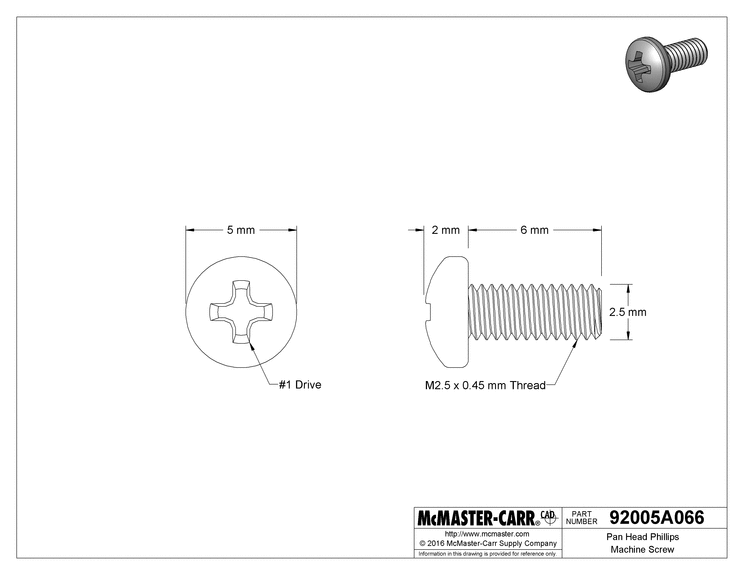 5 mm
2 mm
6 mm
2.5 mm
#1 Drive
M2.5 x 0.45 mm Thread
McMASTER-CARR® CAD
PART NUMBER
92005A066
http://www.mcmaster.com
© 2016 McMaster-Carr Supply Company
Information in this drawing is provided for reference only.
Pan Head Phillips
Machine Screw